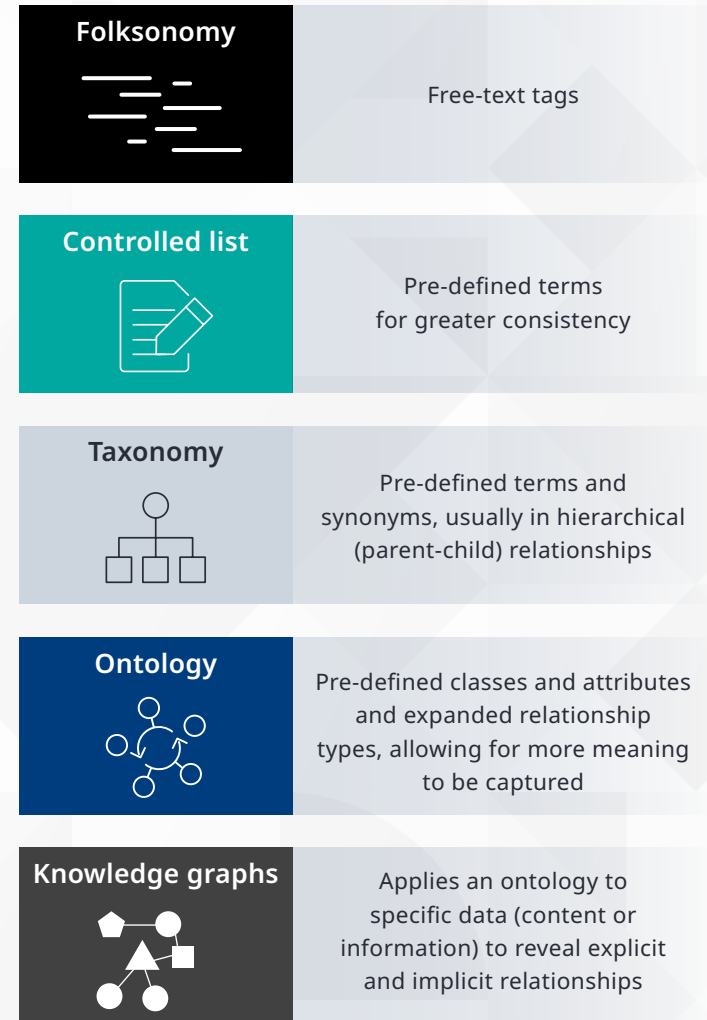 Folksonomy
Free-text tags
Controlled list
Pre-defined terms
for greater consistency
Taxonomy
Pre-defined terms and
synonyms, usually in hierarchical
(parent-child) relationships
Ontology
Pre-defined classes and attributes
and expanded relationship
types, allowing for more meaning
to be captured
Knowledge graphs
Applies an ontology to
specific data (content or
information) to reveal explicit
and implicit relationships